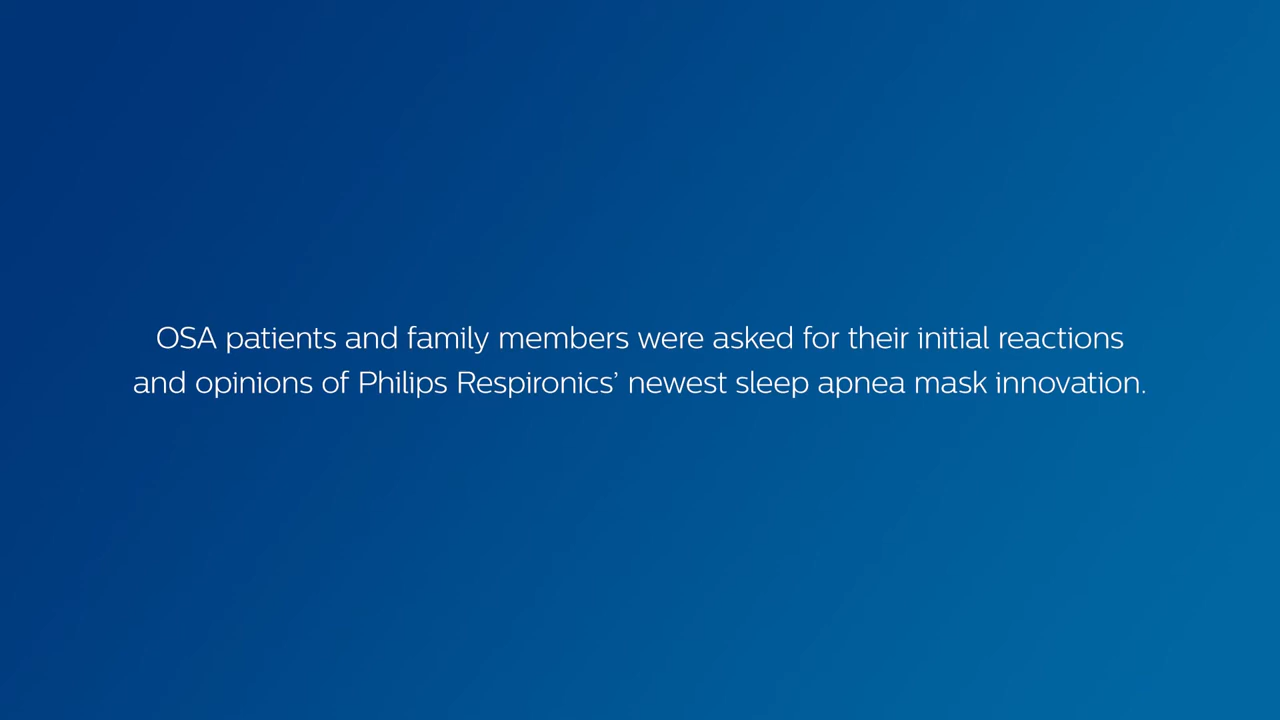 OSA patients and family members were asked for their initial reactions
and opinions of Philips Respironics’ newest sleep apnea mask innovation.